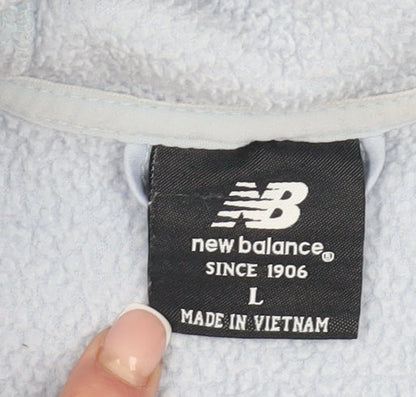 NB
new balance
SINCE 1906
L
MADE IN VIETNAM